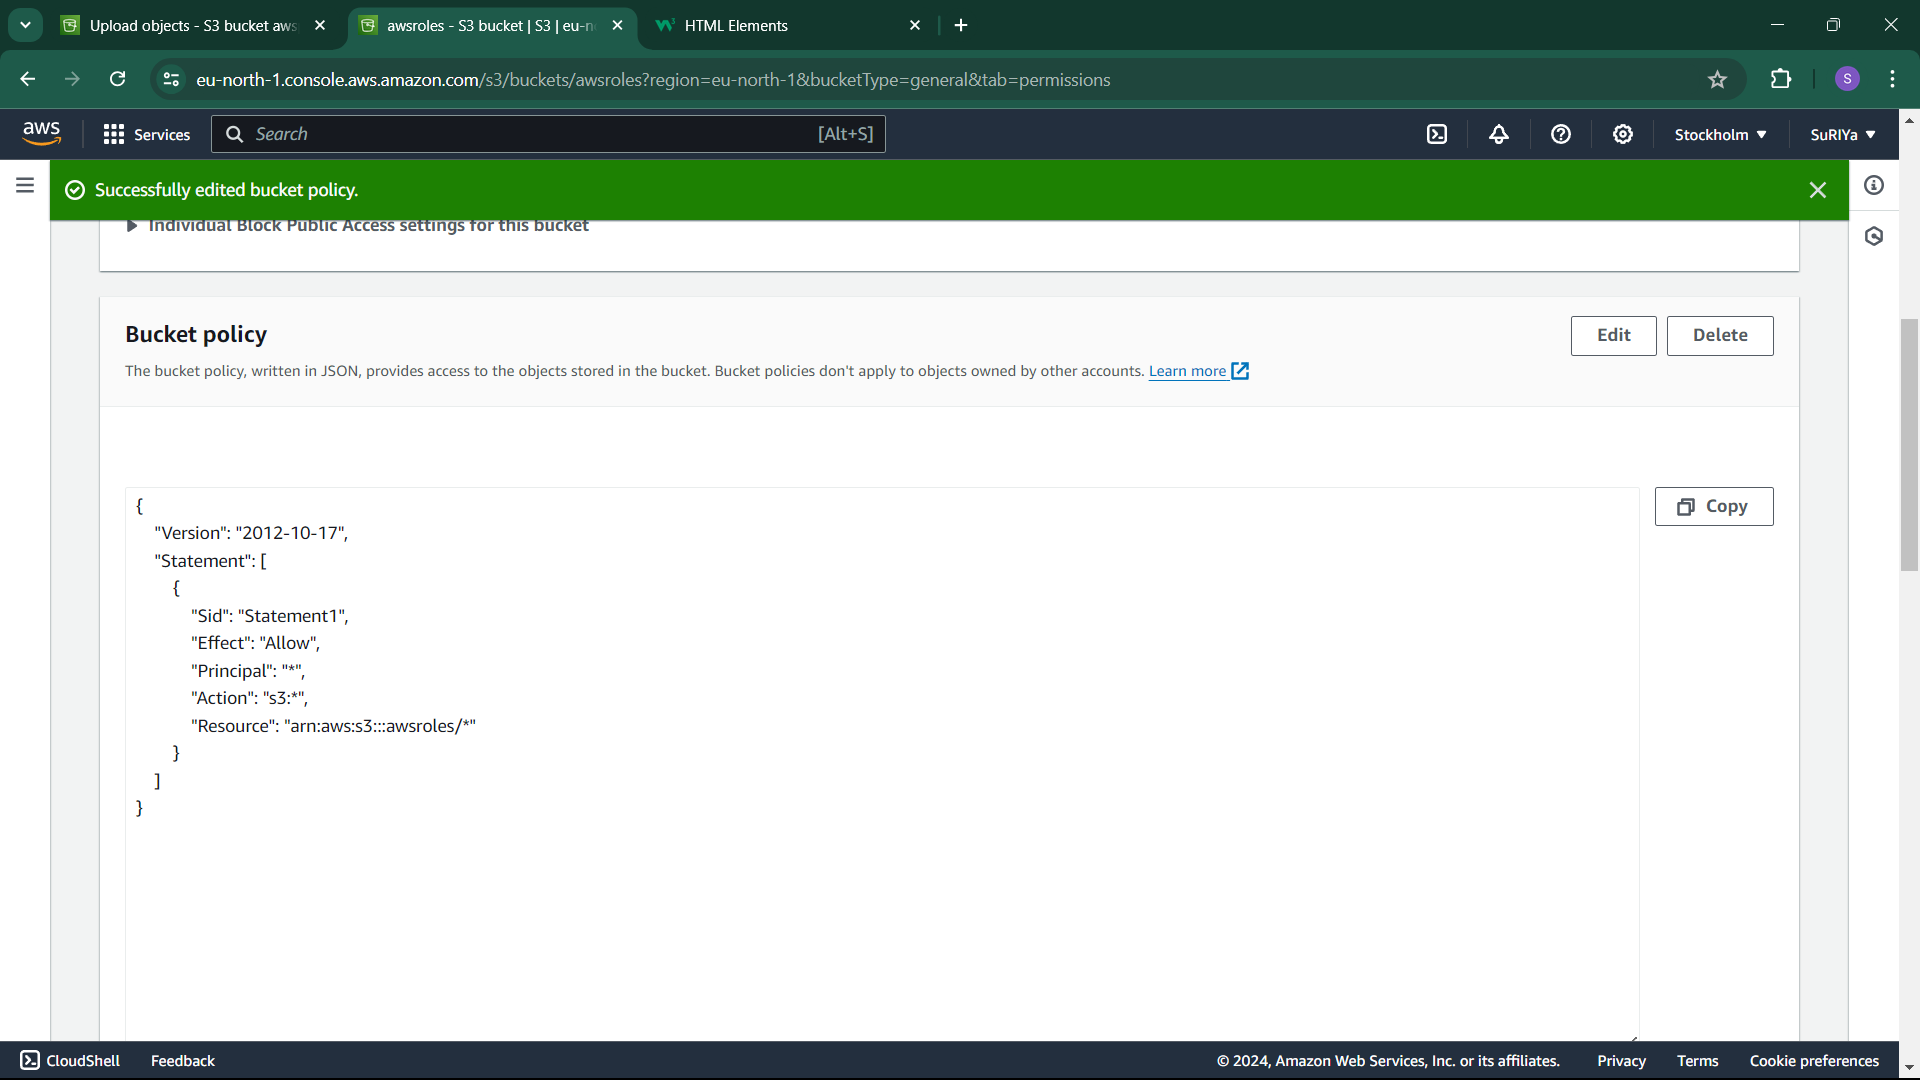 Upload objects - S3 bucket aws
awsroles - S3 bucket | S3 | eu-n
HTML Elements
eu-north-1.console.aws.amazon.com/s3/buckets/awsroles?region=eu-north-1&bucketType=general&tab=permissions
S
aws
Services
Search
[Alt+S]
Stockholm
SuRIYa
Successfully edited bucket policy.
Individual Block Public Access settings for this bucket
Bucket policy
Edit
Delete
The bucket policy, written in JSON, provides access to the objects stored in the bucket. Bucket policies don't apply to objects owned by other accounts. Learn more
Copy
{
"Version": "2012-10-17",
"Statement": [
{
"Sid": "Statement1",
"Effect": "Allow",
"Principal": "*",
"Action": "s3:*",
"Resource": "arn:aws:s3:::awsroles/*"
}
]
}
CloudShell
Feedback
© 2024, Amazon Web Services, Inc. or its affiliates.
Privacy
Terms
Cookie preferences